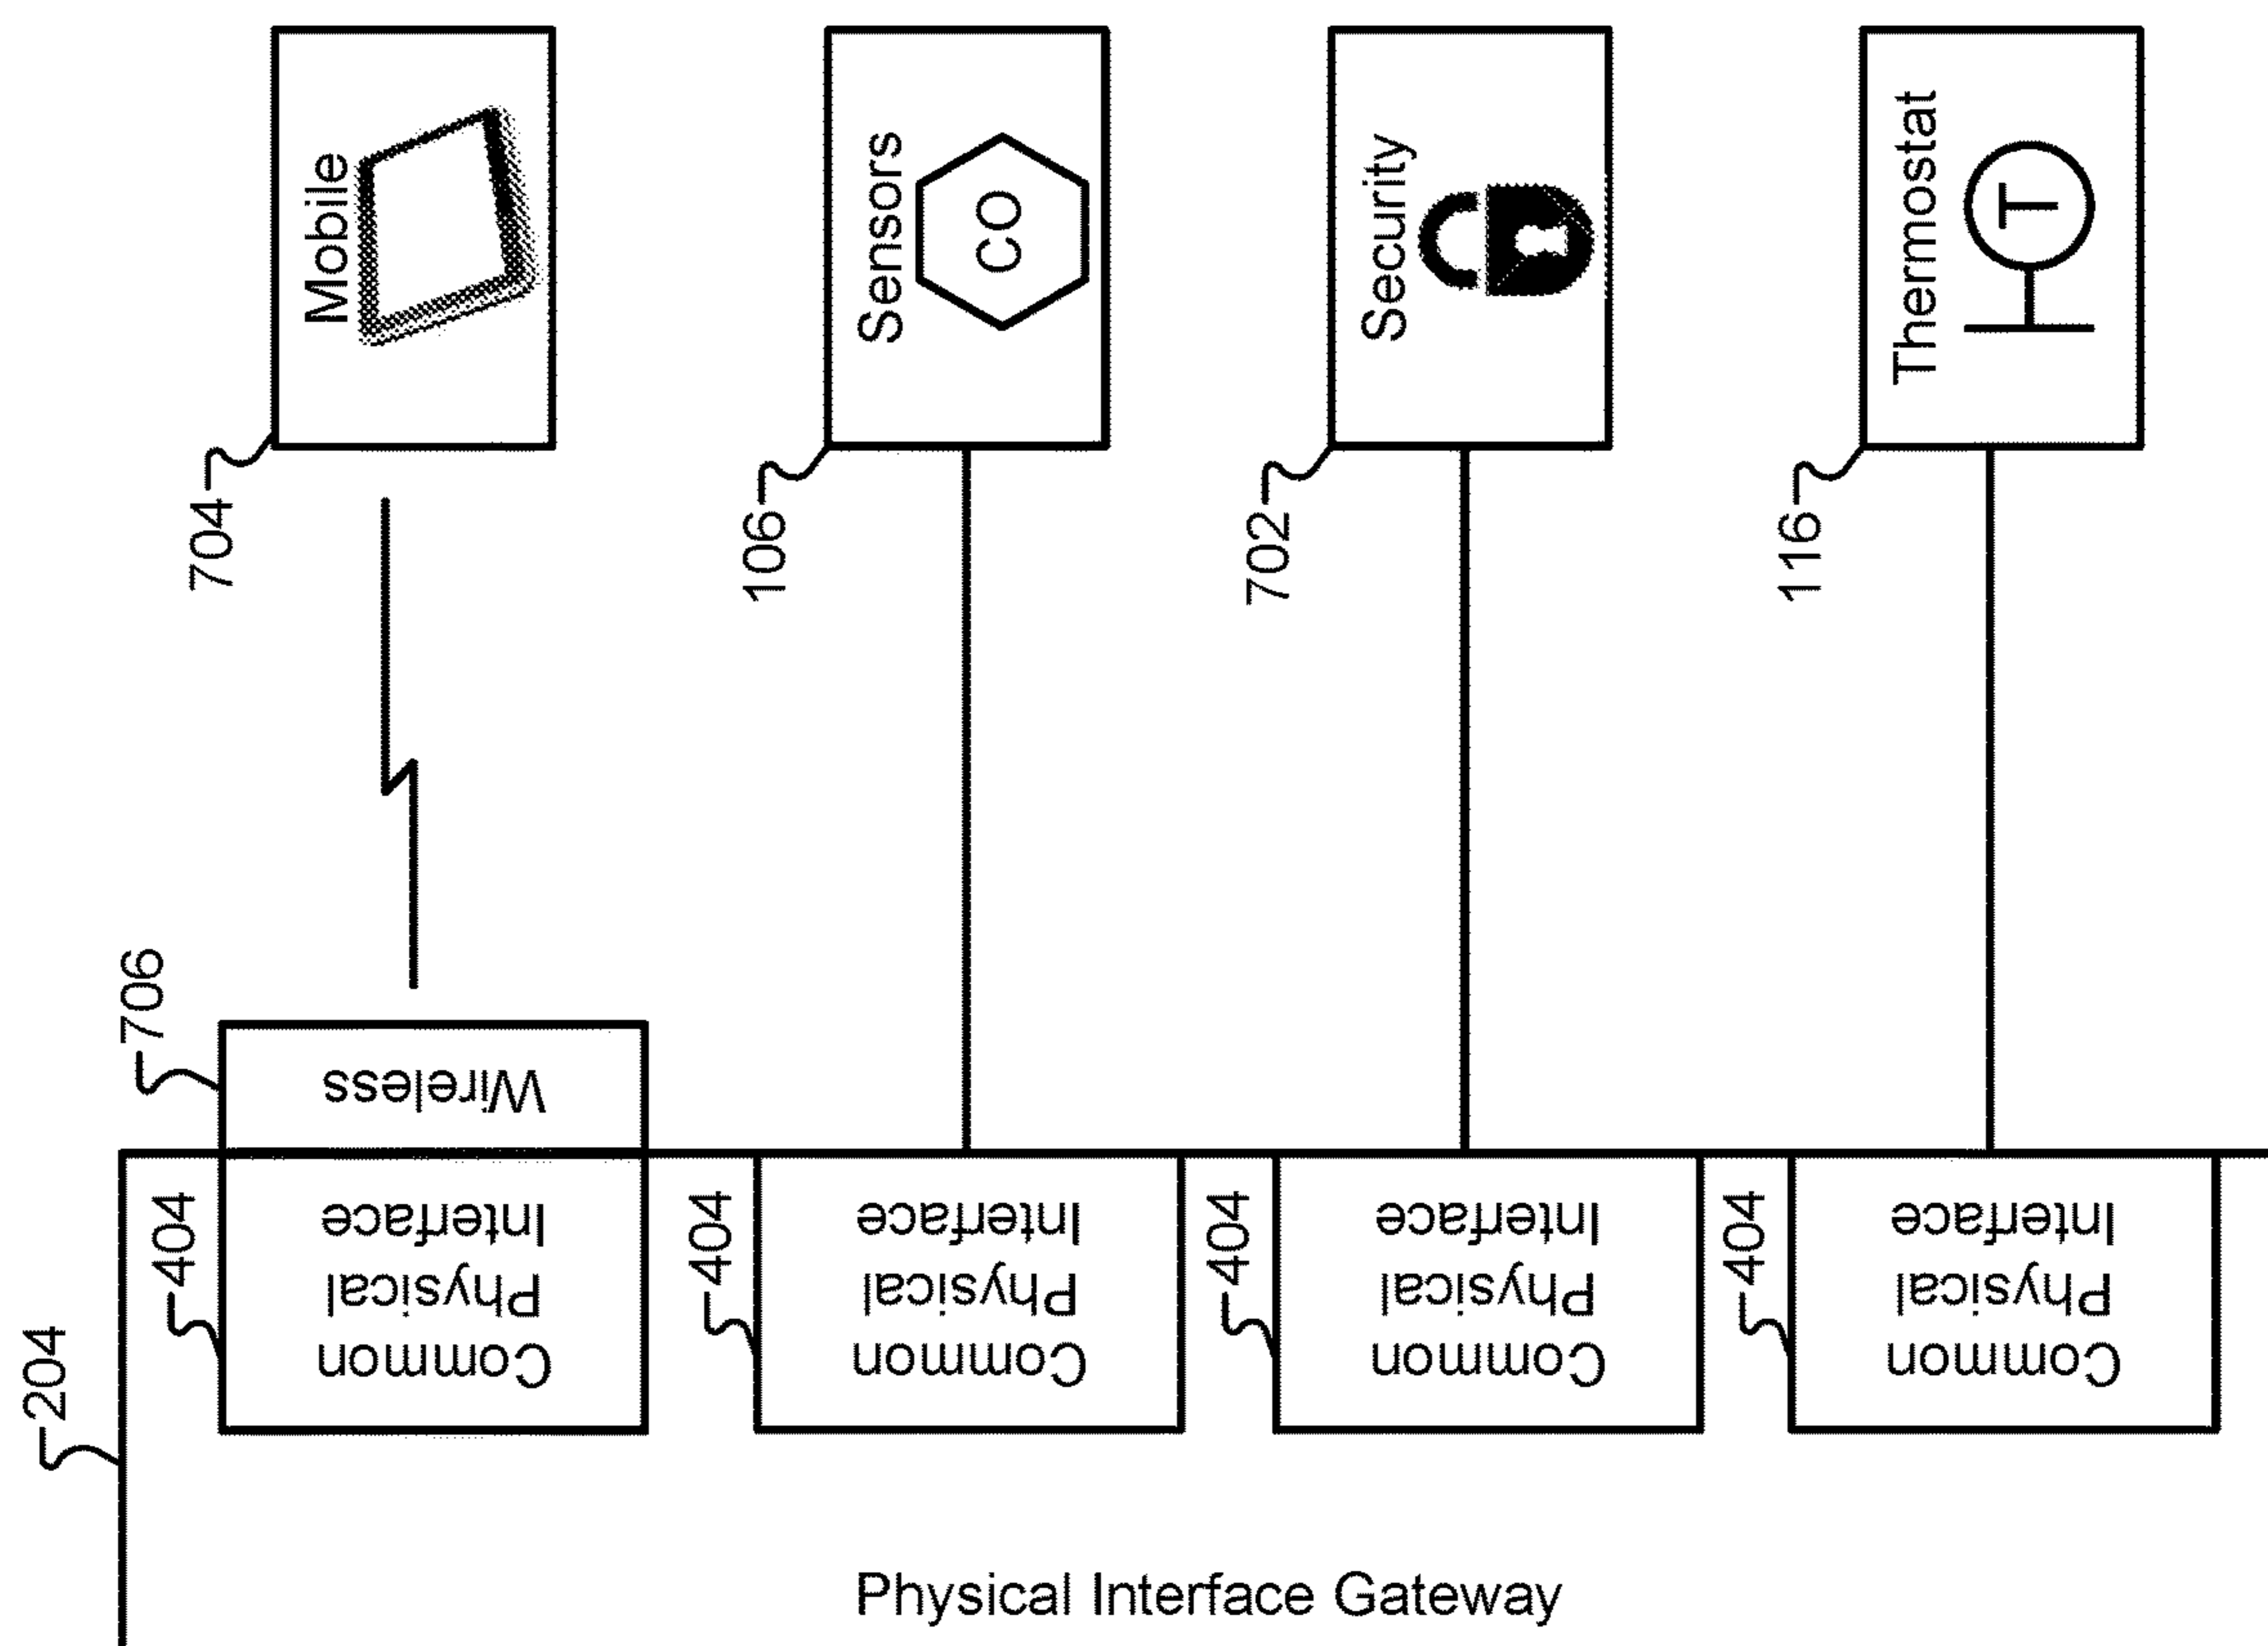 704
Mobile
106
Sensors
CO
702
Security
116
Thermostat
T
706
Wireless
204
404
Common
Physical
Interface
404
Common
Physical
Interface
404
Common
Physical
Interface
404
Common
Physical
Interface
Physical Interface Gateway